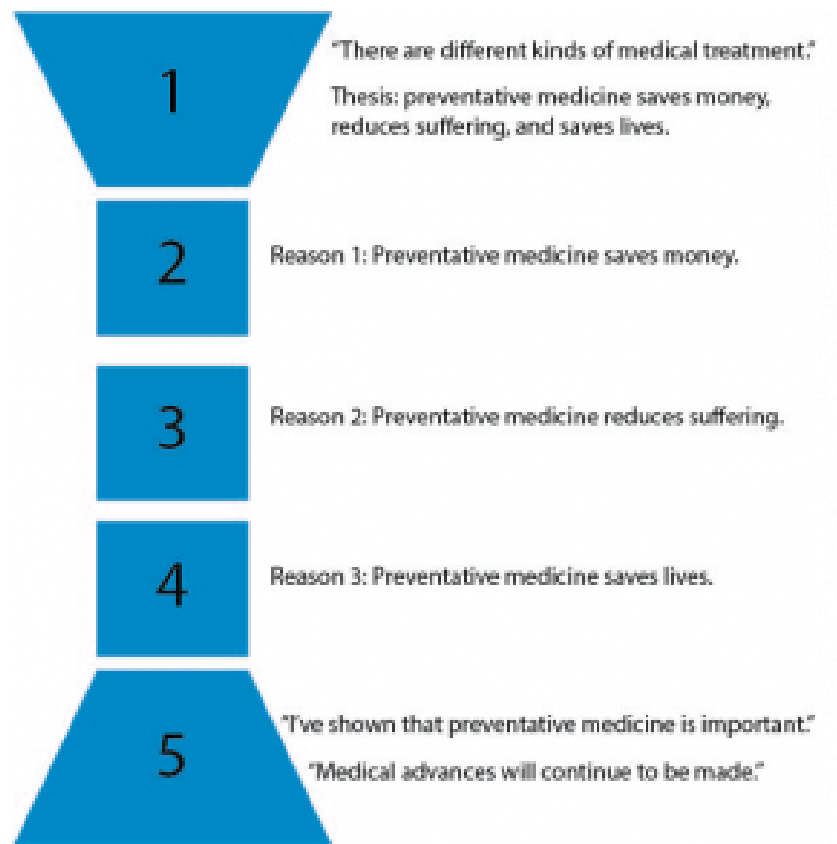 1
"There are different kinds of medical treatment."
Thesis: preventative medicine saves money,
reduces suffering, and saves lives.
2
Reason 1: Preventative medicine saves money.
3
Reason 2: Preventative medicine reduces suffering.
4
Reason 3: Preventative medicine saves lives.
5
"I've shown that preventative medicine is important."
"Medical advances will continue to be made."